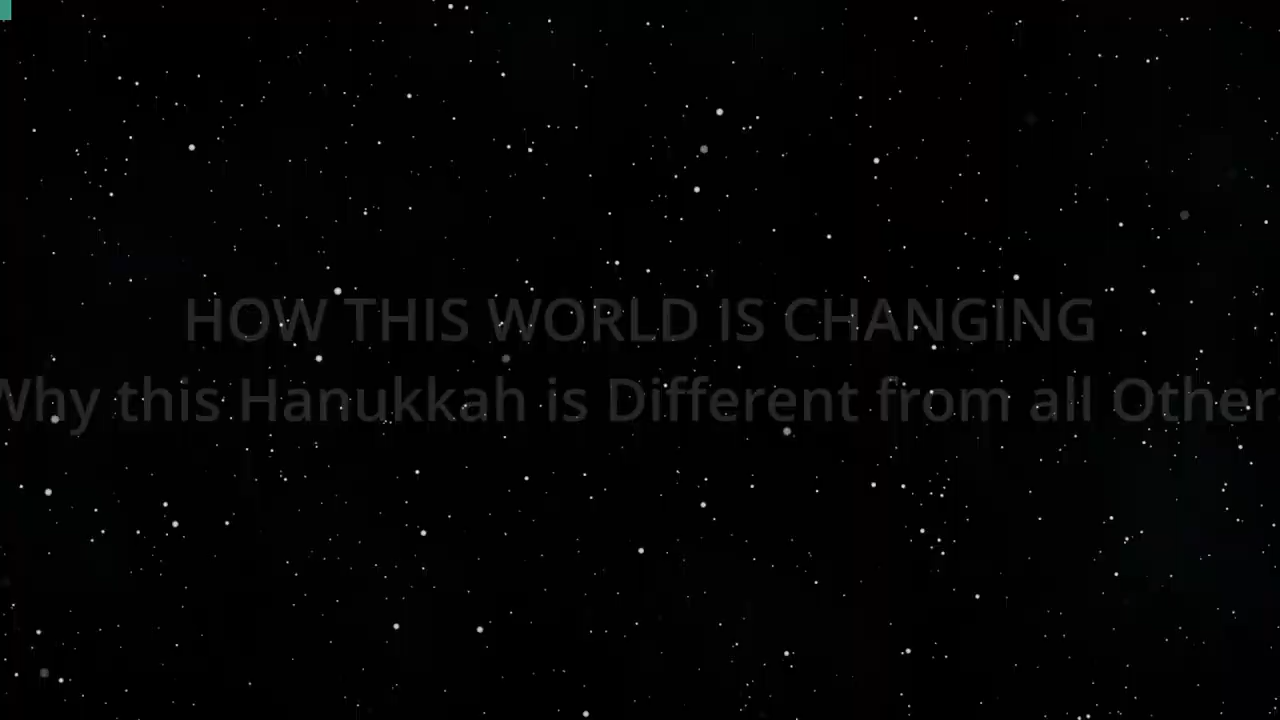 HOW THIS WORLD IS CHANGING
Why this Hanukkah is Different from all Other